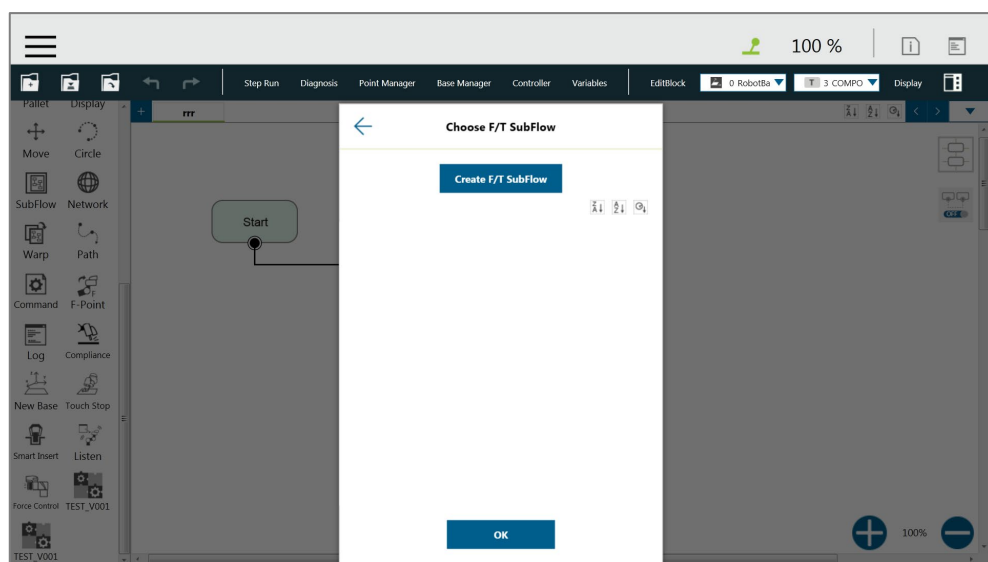 100 %
Step Run Diagnosis Point Manager Base Manager Controller Variables EditBlock 0 RobotBa T 3 COMPO Display
Pallet Display
+ rrr
Choose F/T SubFlow
Create F/T SubFlow
Move Circle
SubFlow Network
Start
Warp Path
Command F-Point
Log Compliance
New Base Touch Stop
Smart Insert Listen
Force Control TEST_V001
OK
100%
TEST_V001
OFF